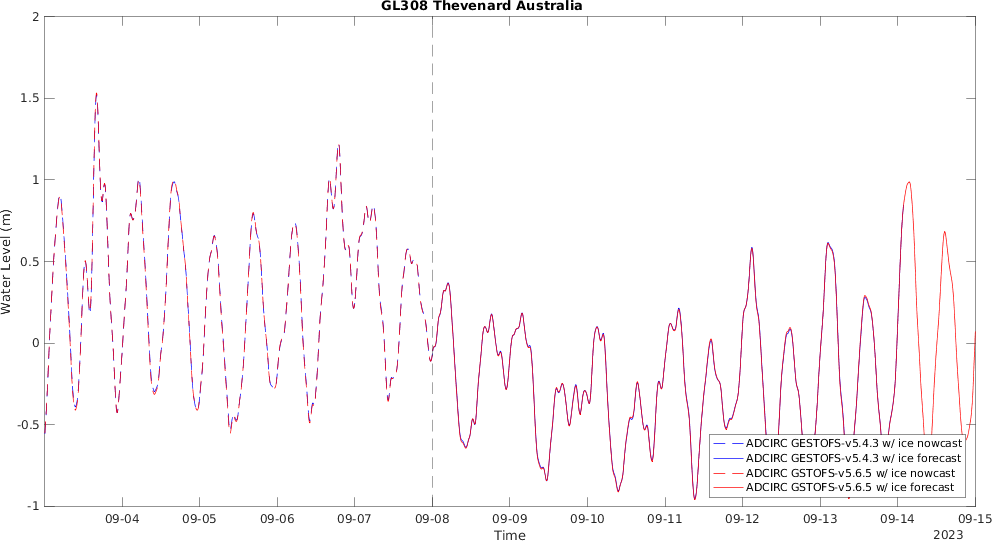 GL308 Thevenard Australia
2
1.5
1
0.5
0
-0.5
-1
Water Level (m)
ADCIRC GESTOFS-v5.4.3 w/ ice nowcast
ADCIRC GESTOFS-v5.4.3 w/ ice forecast
ADCIRC GSTOFS-v5.6.5 w/ ice nowcast
ADCIRC GSTOFS-v5.6.5 w/ ice forecast
09-04 09-05 09-06 09-07 09-08 09-09 09-10 09-11 09-12 09-13 09-14 09-15
Time
2023